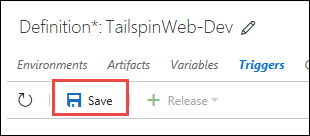 Definition*: TailspinWeb-Dev
Environments Artifacts Variables Triggers
Save + Release